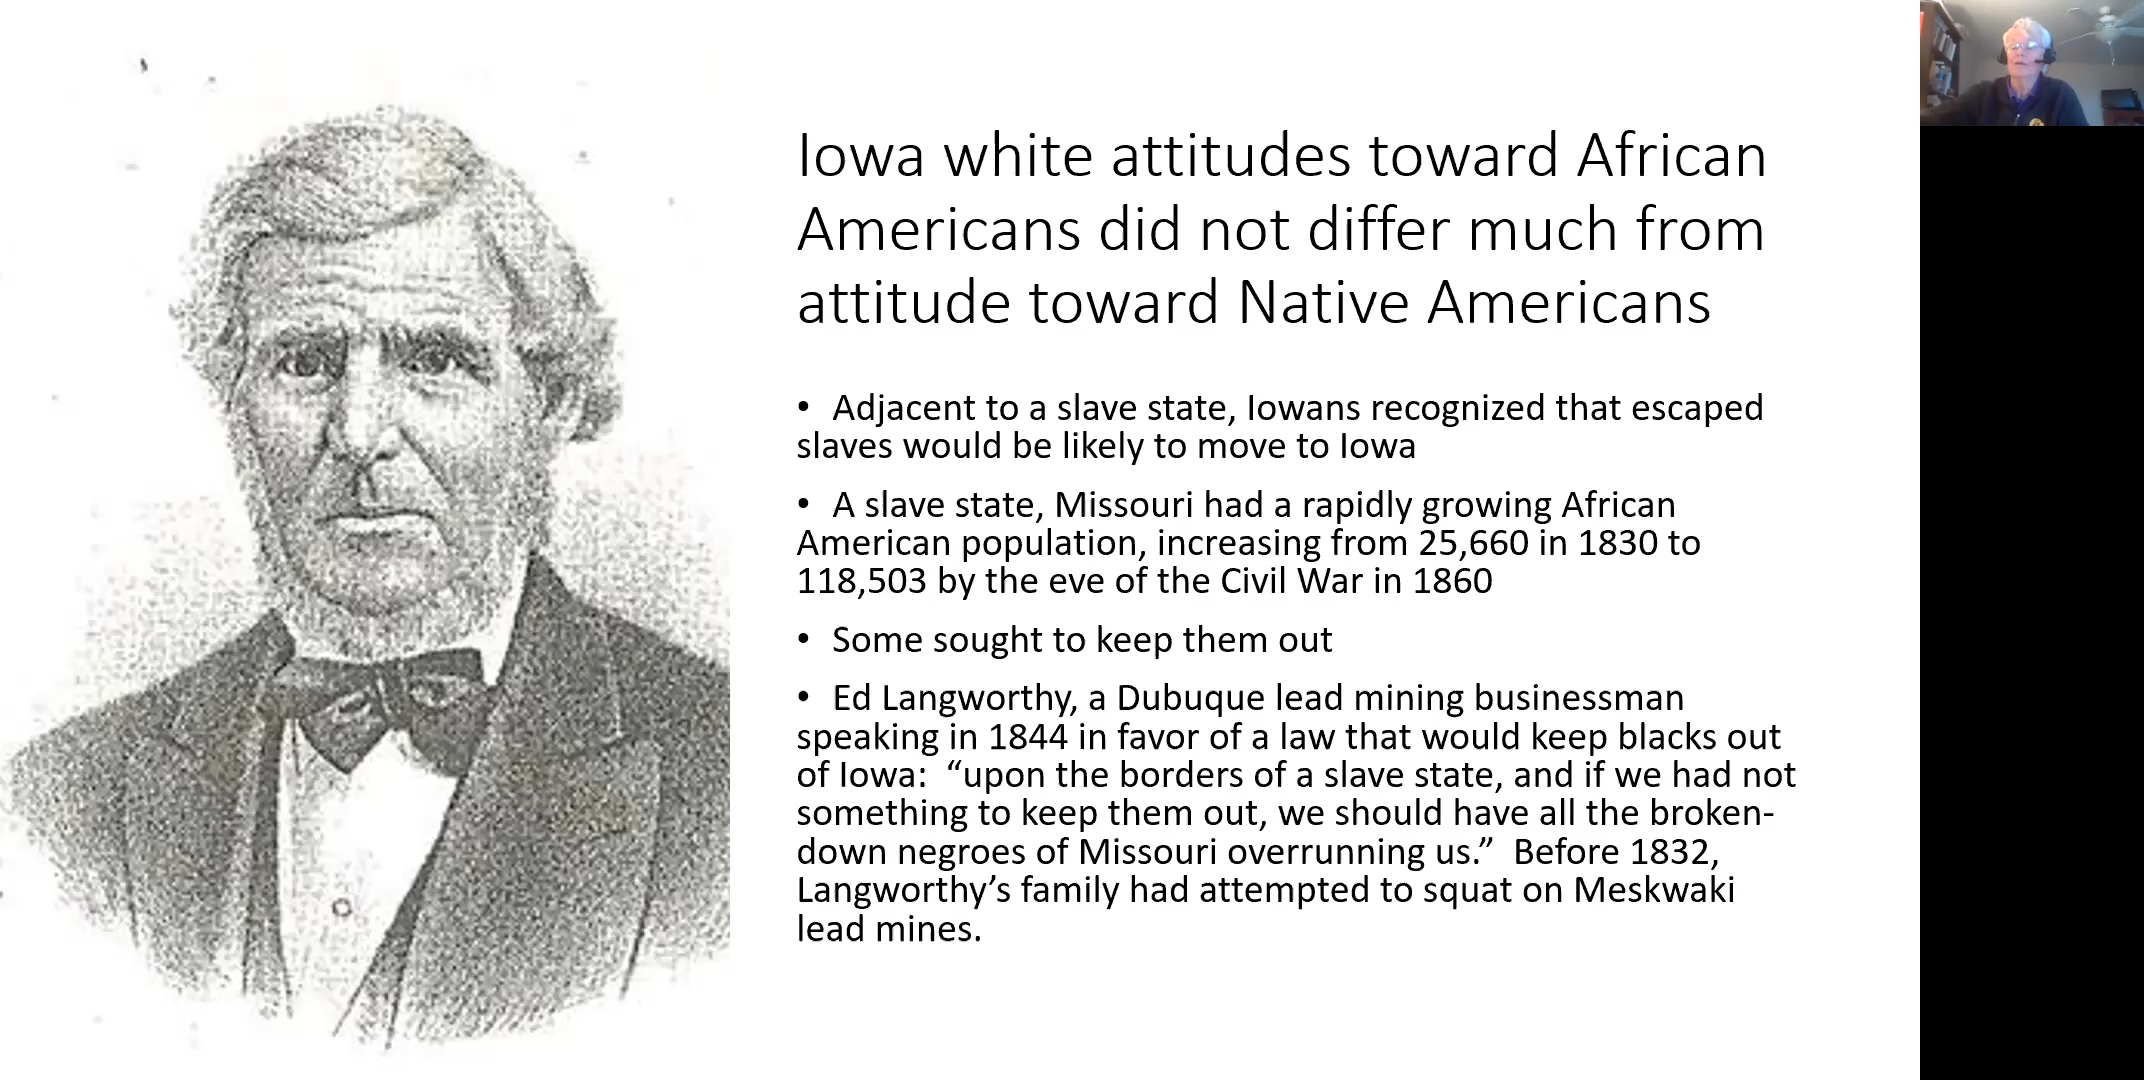 Iowa white attitudes toward African
Americans did not differ much from
attitude toward Native Americans
• Adjacent to a slave state, Iowans recognized that escaped
slaves would be likely to move to Iowa
• A slave state, Missouri had a rapidly growing African
American population, increasing from 25,660 in 1830 to
118,503 by the eve of the Civil War in 1860
• Some sought to keep them out
• Ed Langworthy, a Dubuque lead mining businessman
speaking in 1844 in favor of a law that would keep blacks out
of Iowa:  “upon the borders of a slave state, and if we had not
something to keep them out, we should have all the broken-
down negroes of Missouri overrunning us.”  Before 1832,
Langworthy’s family had attempted to squat on Meskwaki
lead mines.